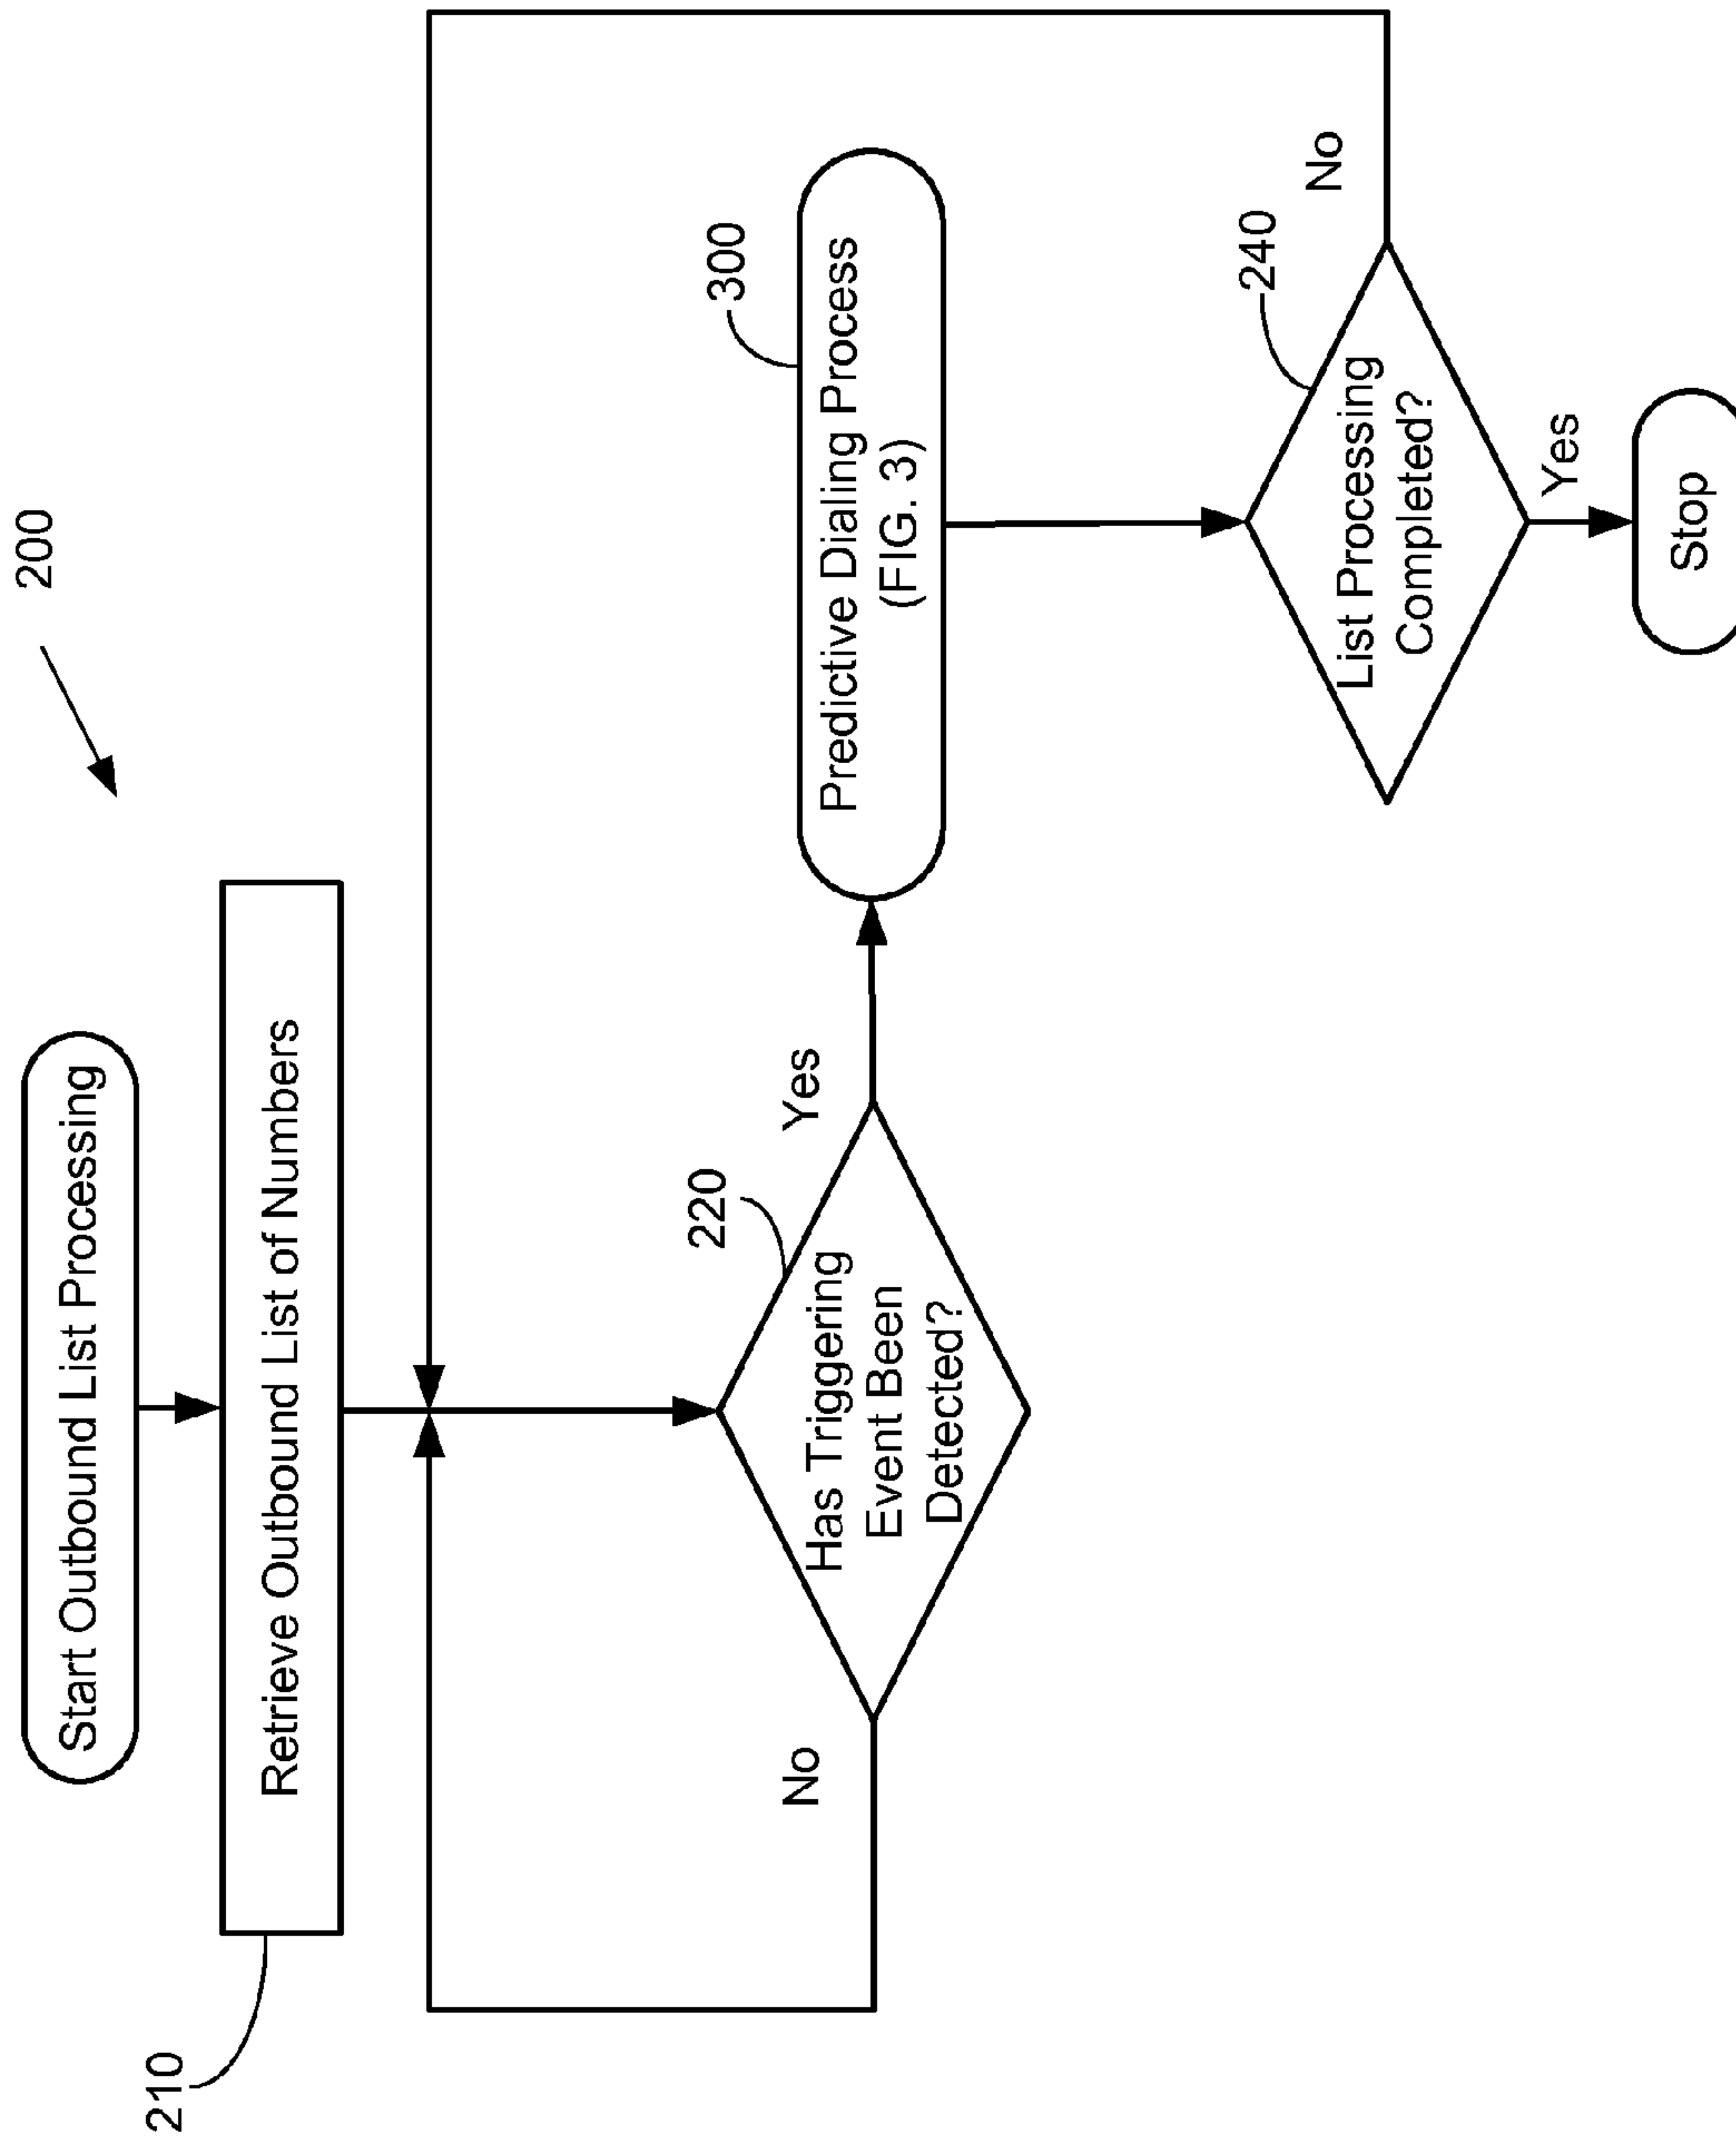 200
Start Outbound List Processing
210
Retrieve Outbound List of Numbers
220
Has Triggering
Event Been
Detected?
No
Yes
300
Predictive Dialing Process
(FIG. 3)
240
List Processing
Completed?
No
Yes
Stop